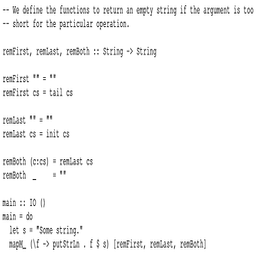 -- We define the functions to return an empty string if the argument is too
-- short for the particular operation.

remFirst, remLast, remBoth :: String -> String

remFirst "" = ""
remFirst cs = tail cs

remLast "" = ""
remLast cs = init cs

remBoth (c:cs) = remLast cs
remBoth  _     = ""

main :: IO ()
main = do
  let s = "Some string."
  mapM_ (\f -> putStrLn . f $ s) [remFirst, remLast, remBoth]